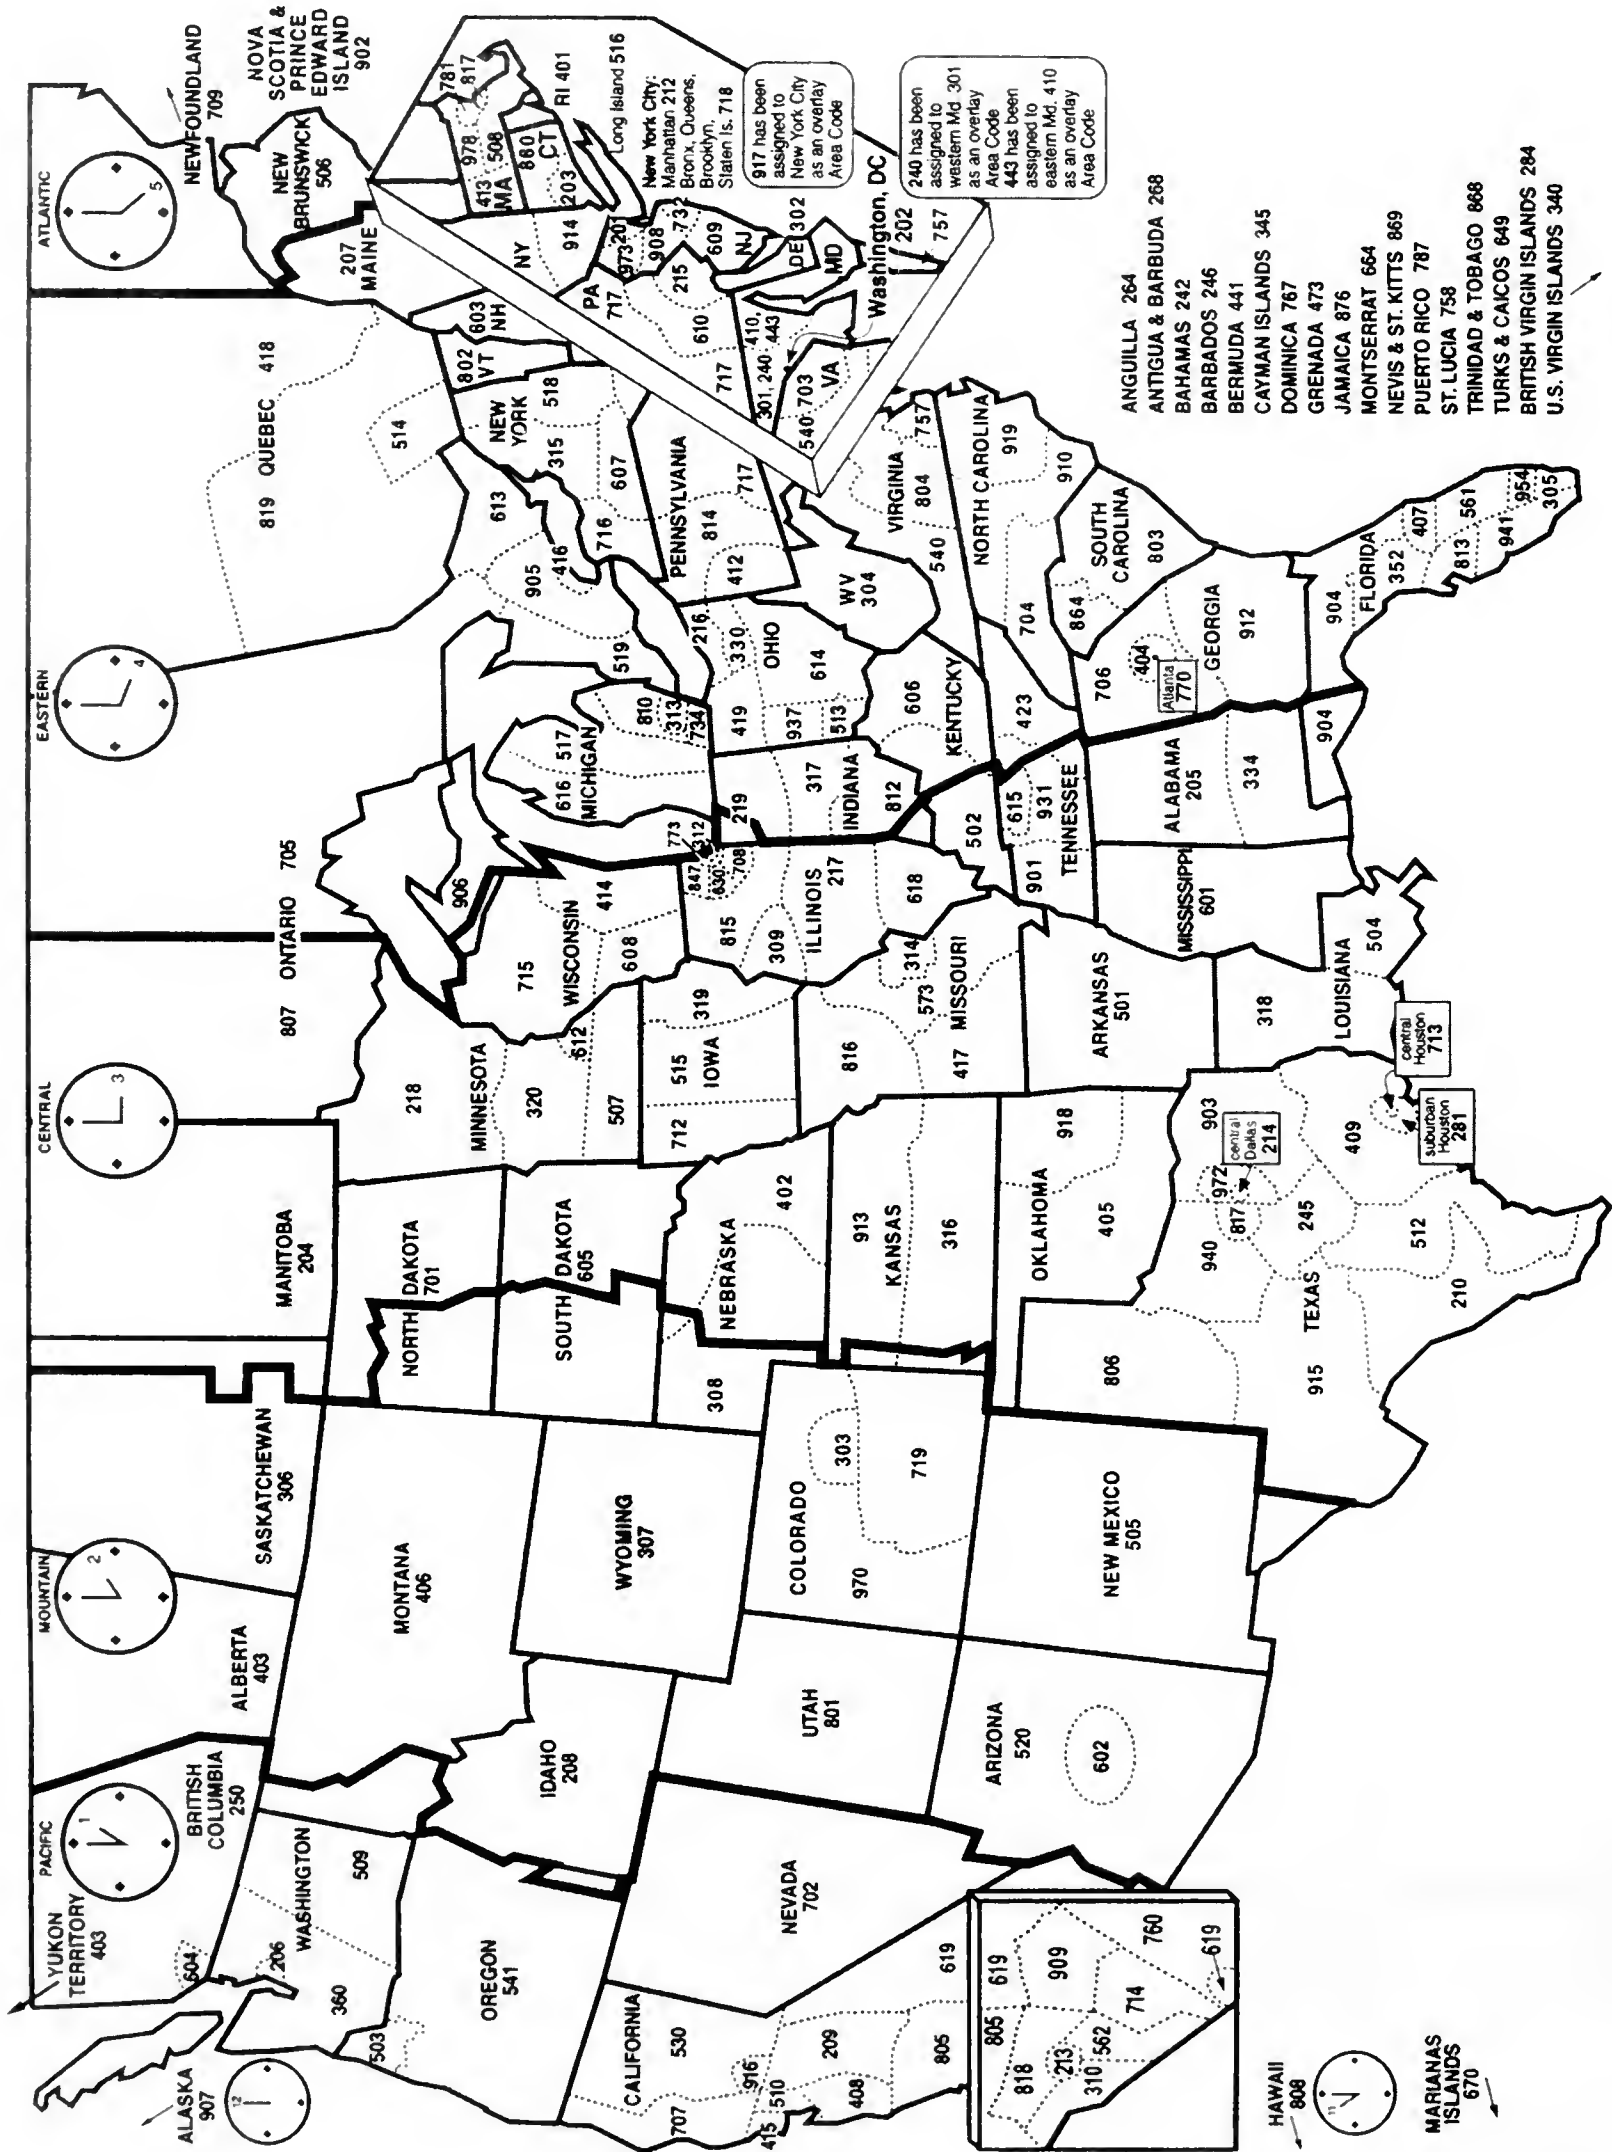 ALASKA
907
12
YUKON
TERRITORY
403
PACIFIC
1
MOUNTAIN
2
CENTRAL
3
EASTERN
4
ATLANTIC
5
BRITISH
COLUMBIA
250
604
ALBERTA
403
SASKATCHEWAN
306
MANITOBA
204
807 ONTARIO 705
819 QUEBEC 418
514
613
905
416
519
NEWFOUNDLAND
709
NOVA
SCOTIA &
PRINCE
EDWARD
ISLAND
902
NEW
BRUNSWICK
506
207
MAINE
WASHINGTON
206
509
360
503
OREGON
541
IDAHO
208
MONTANA
406
WYOMING
307
NORTH DAKOTA
701
SOUTH DAKOTA
605
NEBRASKA
402
308
MINNESOTA
218
320
612
507
WISCONSIN
715
414
608
906
MICHIGAN
616
517
810
313
734
IOWA
712
515
319
ILLINOIS
847
773
312
630
708
815
309
217
618
INDIANA
219
317
812
OHIO
216
330
419
937
513
614
PENNSYLVANIA
814
412
717
NEW
YORK
518
315
607
716
802
VT
603
NH
CALIFORNIA
530
707
916
415
510
209
408
805
619
NEVADA
702
UTAH
801
COLORADO
303
970
719
ARIZONA
520
602
NEW MEXICO
505
KANSAS
913
316
OKLAHOMA
918
405
TEXAS
806
940
817
972
903
central
Dallas
214
245
409
915
512
210
central
Houston
713
suburban
Houston
281
MISSOURI
816
314
573
417
ARKANSAS
501
LOUISIANA
318
504
MISSISSIPPI
601
ALABAMA
205
334
TENNESSEE
901
615
931
423
KENTUCKY
502
606
WV
304
VIRGINIA
540
804
757
NORTH CAROLINA
704
919
910
SOUTH
CAROLINA
864
803
GEORGIA
706
404
Atlanta
770
912
FLORIDA
904
904
352
407
813
561
941
954
305
805
619
818
909
213
310
562
714
760
619
HAWAII
808
11
MARIANAS
ISLANDS
670
781
817
978
508
413
MA
860
CT
203
RI 401
NY
914
PA
717
201
973
908
732
215
609
NJ
610
717
DE 302
MD
410,
443
301, 240
703
540
VA
Washington, DC
202
757
Long Island 516
New York City:
Manhattan 212
Bronx, Queens,
Brooklyn,
Staten Is. 718
917 has been
assigned to
New York City
as an overlay
Area Code
240 has been
assigned to
western Md. 301
as an overlay
Area Code
443 has been
assigned to
eastern Md. 410
as an overlay
Area Code
ANGUILLA 264
ANTIGUA & BARBUDA 268
BAHAMAS 242
BARBADOS 246
BERMUDA 441
CAYMAN ISLANDS 345
DOMINICA 767
GRENADA 473
JAMAICA 876
MONTSERRAT 664
NEVIS & ST. KITTS 869
PUERTO RICO 787
ST. LUCIA 758
TRINIDAD & TOBAGO 868
TURKS & CAICOS 649
BRITISH VIRGIN ISLANDS 284
U.S. VIRGIN ISLANDS 340